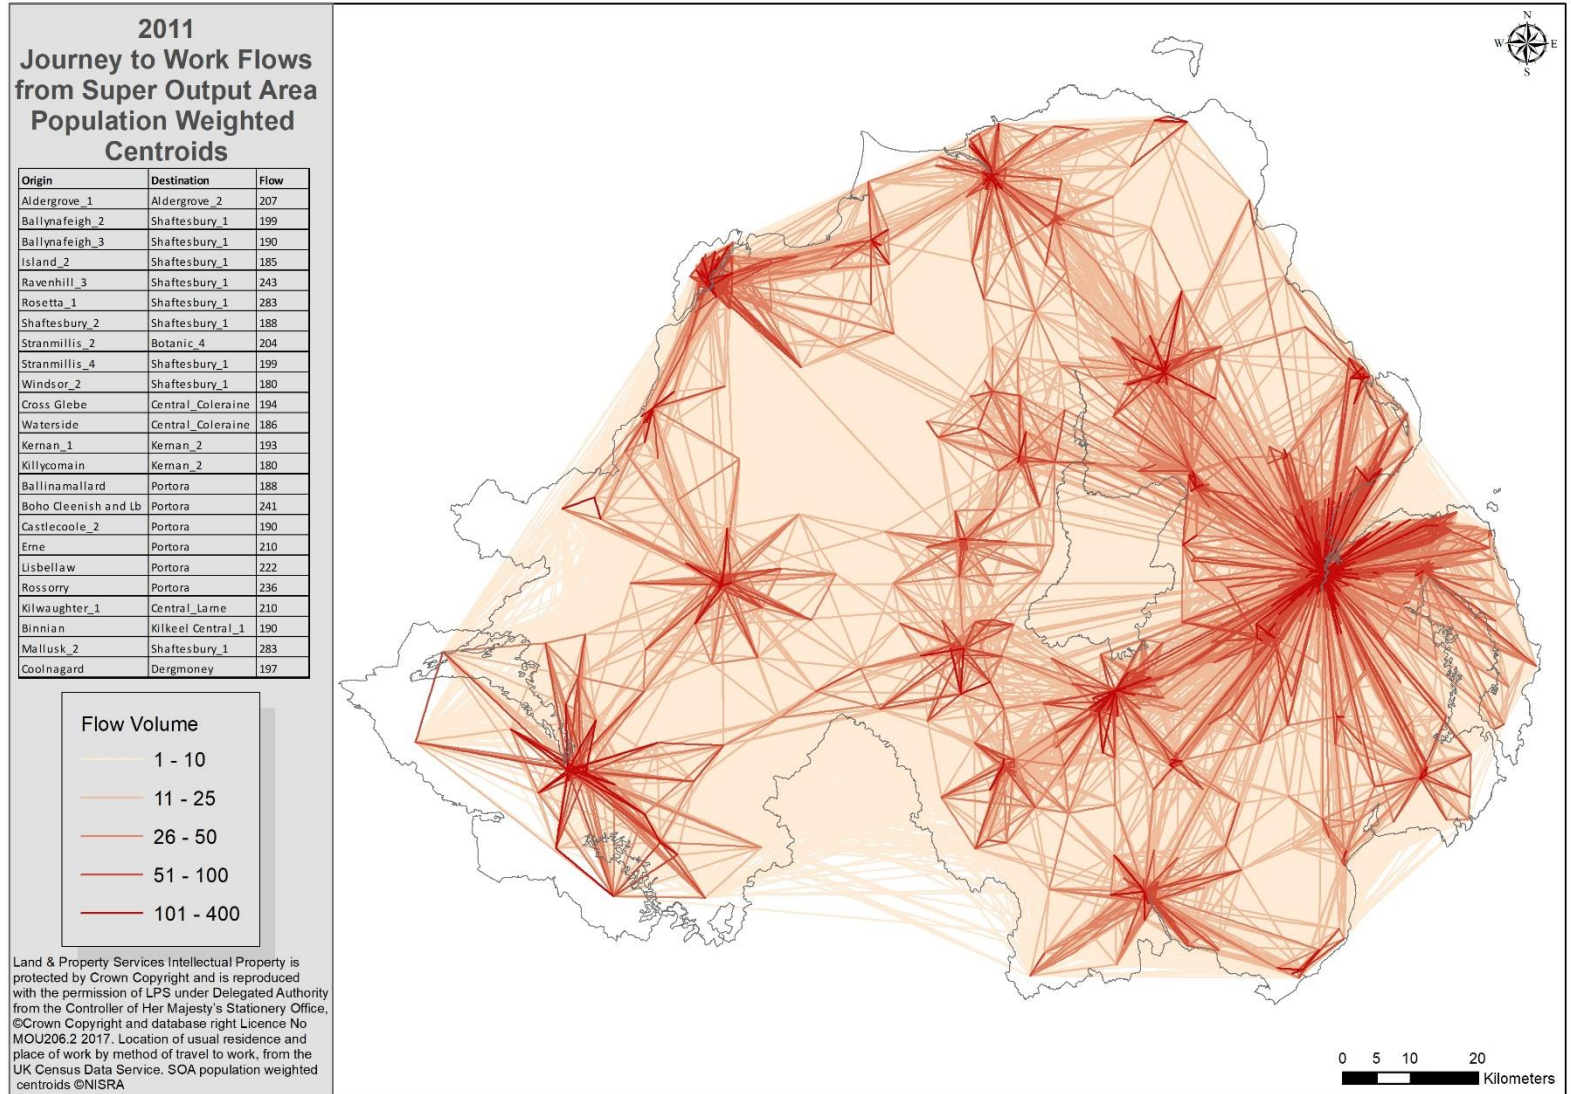 2011
Journey to Work Flows
from Super Output Area
Population Weighted
Centroids
Origin Destination Flow
Aldergrove_1 Aldergrove_2 207
Ballynafeigh_2 Shaftesbury_1 199
Ballynafeigh_3 Shaftesbury_1 190
Island_2 Shaftesbury_1 185
Ravenhill_3 Shaftesbury_1 243
Rosetta_1 Shaftesbury_1 283
Shaftesbury_2 Shaftesbury_1 188
Stranmillis_2 Botanic_4 204
Stranmillis_4 Shaftesbury_1 199
Windsor_2 Shaftesbury_1 180
Cross Glebe Central_Coleraine 194
Waterside Central_Coleraine 186
Kernan_1 Kernan_2 193
Killycomain Kernan_2 180
Ballinamallard Portora 188
Boho Cleenish and Lb Portora 241
Castlecoole_2 Portora 190
Erne Portora 210
Lisbellaw Portora 222
Rossorry Portora 236
Kilwaughter_1 Central_Larne 210
Binnian Kilkeel Central_1 190
Mallusk_2 Shaftesbury_1 283
Coolnagard Dergmoney 197
Flow Volume
1 - 10
11 - 25
26 - 50
51 - 100
101 - 400
Land & Property Services Intellectual Property is
protected by Crown Copyright and is reproduced
with the permission of LPS under Delegated Authority
from the Controller of Her Majesty's Stationery Office,
©Crown Copyright and database right Licence No
MOU206.2 2017. Location of usual residence and
place of work by method of travel to work, from the
UK Census Data Service. SOA population weighted
centroids ©NISRA
N
W E
S
0 5 10 20
Kilometers